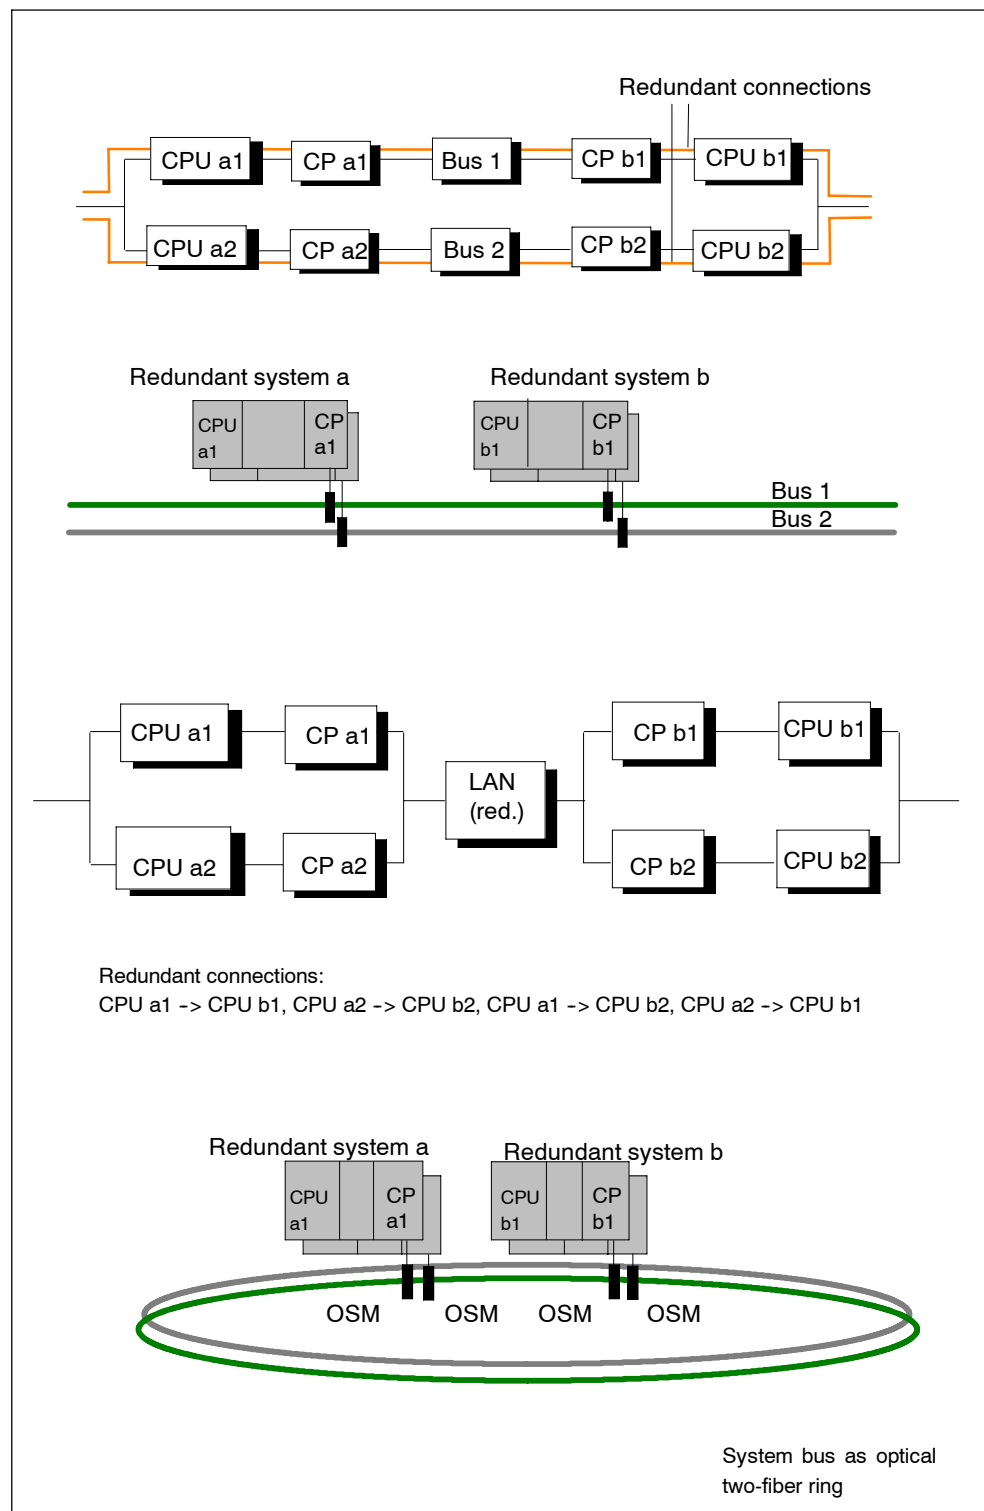 Redundant connections
CPU a1 CP a1 Bus 1 CP b1 CPU b1
CPU a2 CP a2 Bus 2 CP b2 CPU b2
Redundant system a Redundant system b
CPU a1 CP a1 CPU b1 CP b1
Bus 1
Bus 2
CPU a1 CP a1 CP b1 CPU b1
LAN (red.)
CPU a2 CP a2 CP b2 CPU b2
Redundant connections:
CPU a1 -> CPU b1, CPU a2 -> CPU b2, CPU a1 -> CPU b2, CPU a2 -> CPU b1
Redundant system a Redundant system b
CPU a1 CP a1 CPU b1 CP b1
OSM OSM OSM OSM
System bus as optical
two-fiber ring